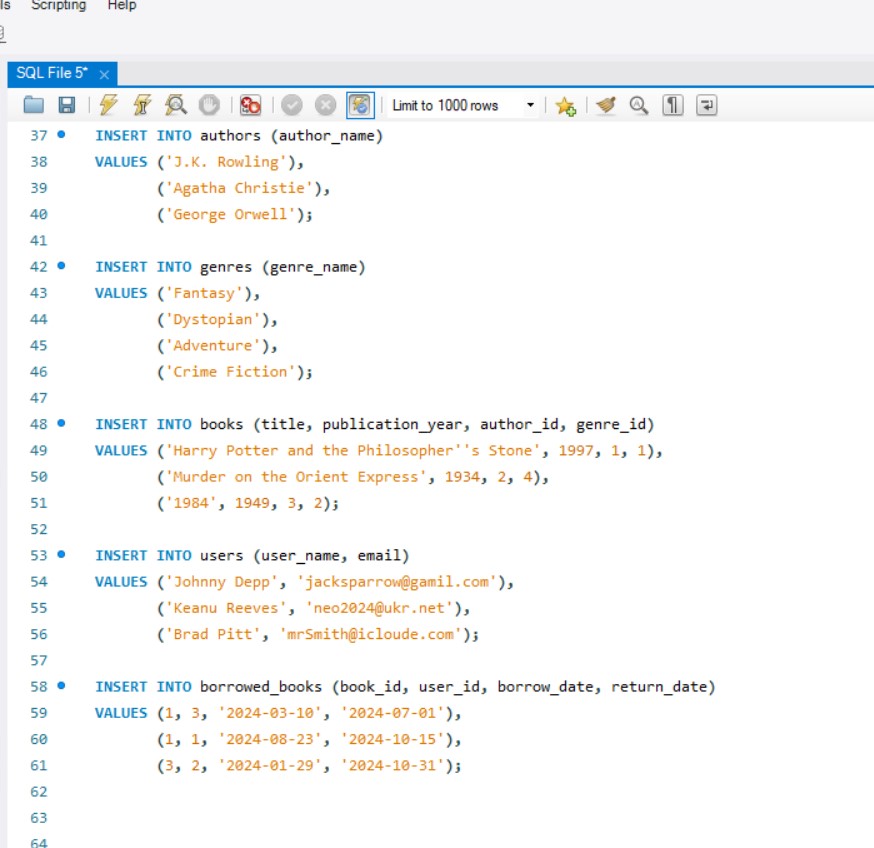 ls Scripting Help
SQL File 5*
Limit to 1000 rows
37 INSERT INTO authors (author_name)
38 VALUES ('J.K. Rowling'),
39 ('Agatha Christie'),
40 ('George Orwell');
41
42 INSERT INTO genres (genre_name)
43 VALUES ('Fantasy'),
44 ('Dystopian'),
45 ('Adventure'),
46 ('Crime Fiction');
47
48 INSERT INTO books (title, publication_year, author_id, genre_id)
49 VALUES ('Harry Potter and the Philosopher''s Stone', 1997, 1, 1),
50 ('Murder on the Orient Express', 1934, 2, 4),
51 ('1984', 1949, 3, 2);
52
53 INSERT INTO users (user_name, email)
54 VALUES ('Johnny Depp', 'jacksparrow@gamil.com'),
55 ('Keanu Reeves', 'neo2024@ukr.net'),
56 ('Brad Pitt', 'mrSmith@icloude.com');
57
58 INSERT INTO borrowed_books (book_id, user_id, borrow_date, return_date)
59 VALUES (1, 3, '2024-03-10', '2024-07-01'),
60 (1, 1, '2024-08-23', '2024-10-15'),
61 (3, 2, '2024-01-29', '2024-10-31');
62
63
64